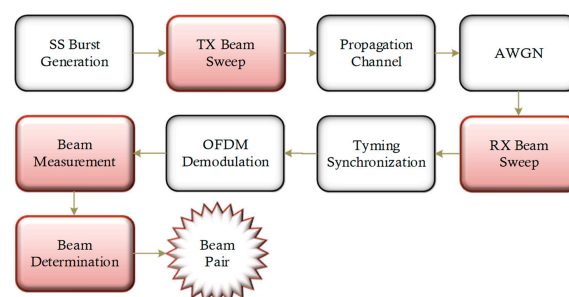 SS Burst
Generation
TX Beam
Sweep
Propagation
Channel
AWGN
RX Beam
Sweep
Tyming
Synchronization
OFDM
Demodulation
Beam
Measurement
Beam
Determination
Beam
Pair